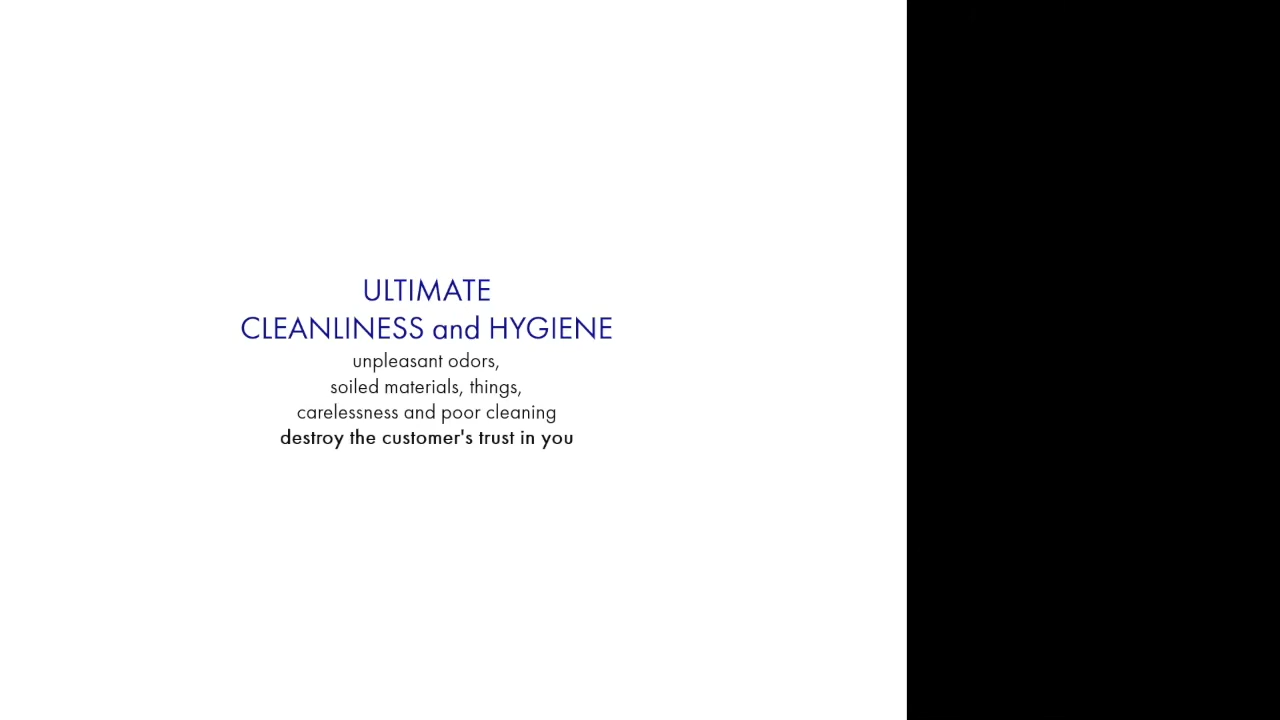 ULTIMATE
CLEANLINESS and HYGIENE
unpleasant odors,
soiled materials, things,
carelessness and poor cleaning
destroy the customer's trust in you